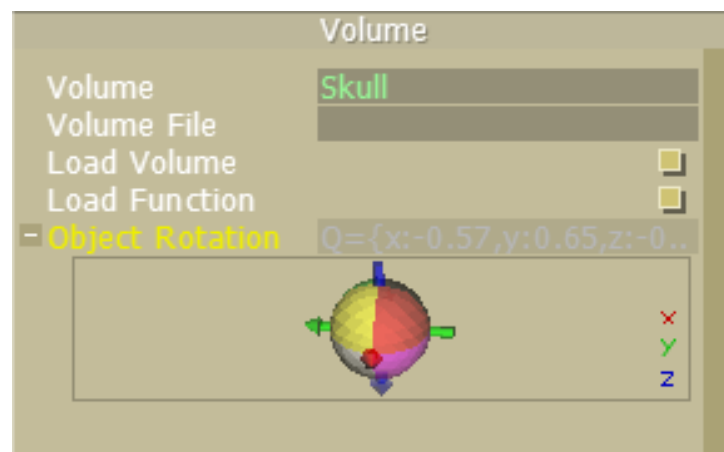 Volume
Volume Skull
Volume File
Load Volume
Load Function
- Object Rotation Q={x:-0.57,y:0.65,z:-0..
x
y
z